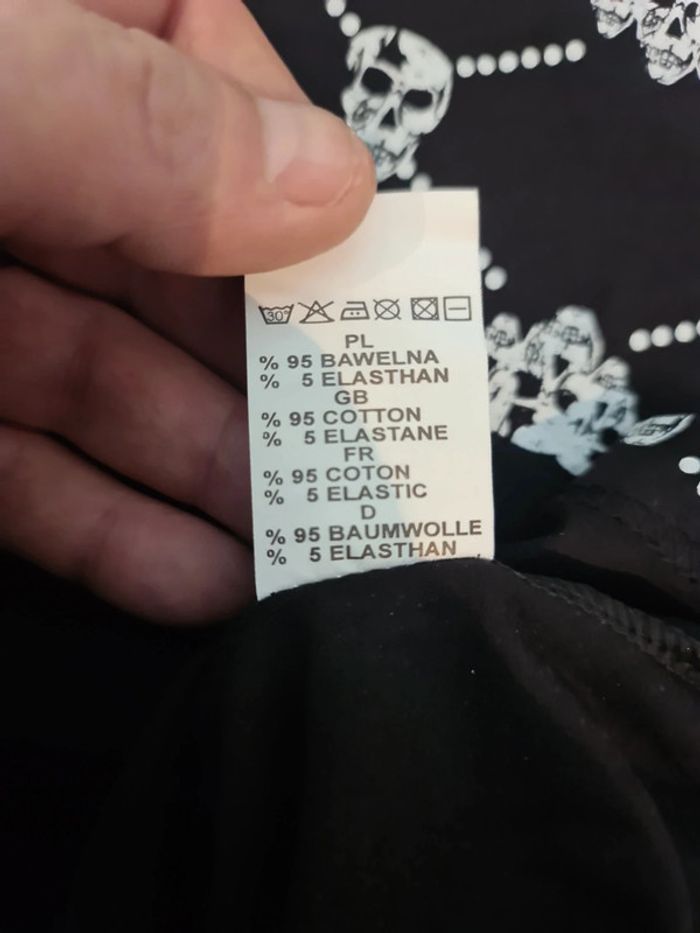 30°
PL
% 95 BAWELNA
% 5 ELASTHAN
GB
% 95 COTTON
% 5 ELASTANE
FR
% 95 COTON
% 5 ELASTIC
D
% 95 BAUMWOLLE
% 5 ELASTHAN